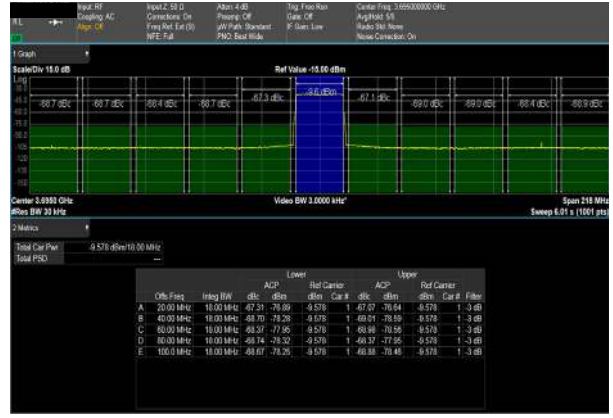 Input: RF Input Z: 50 Ω Atten: 4 dB Trig: Free Run Center Freq: 3.695000000 GHz
Coupling: AC Corrections: On Preamp: Off Gate: Off Avg|Hold: 5/5
Align: Off Freq Ref: Ext (S) µW Path: Standard IF Gain: Low Radio Std: None
NFE: Full PNO: Best Wide Noise Correction: On
1 Graph
Scale/Div 15.0 dB Ref Value -15.00 dBm
Log
-68.7 dBc -68.7 dBc -68.4 dBc -68.7 dBc -67.3 dBc -9.6 dBm -67.1 dBc -69.0 dBc -69.0 dBc -68.4 dBc -68.9 dBc
Center 3.6950 GHz Video BW 3.0000 kHz* Span 218 MHz
#Res BW 30 kHz Sweep 6.01 s (1001 pts)
2 Metrics
Total Car Pwr -9.578 dBm/18.00 MHz
Total PSD ---
Lower Upper
ACP Ref Carrier ACP Ref Carrier
Offs Freq Integ BW dBc dBm dBm Car # dBc dBm dBm Car # Filter
A 20.00 MHz 18.00 MHz -67.31 -76.89 -9.578 1 -67.07 -76.64 -9.578 1 -3 dB
B 40.00 MHz 18.00 MHz -68.70 -78.28 -9.578 1 -69.01 -78.59 -9.578 1 -3 dB
C 60.00 MHz 18.00 MHz -68.37 -77.95 -9.578 1 -68.98 -78.56 -9.578 1 -3 dB
D 80.00 MHz 18.00 MHz -68.74 -78.32 -9.578 1 -68.37 -77.95 -9.578 1 -3 dB
E 100.0 MHz 18.00 MHz -68.67 -78.25 -9.578 1 -68.88 -78.46 -9.578 1 -3 dB